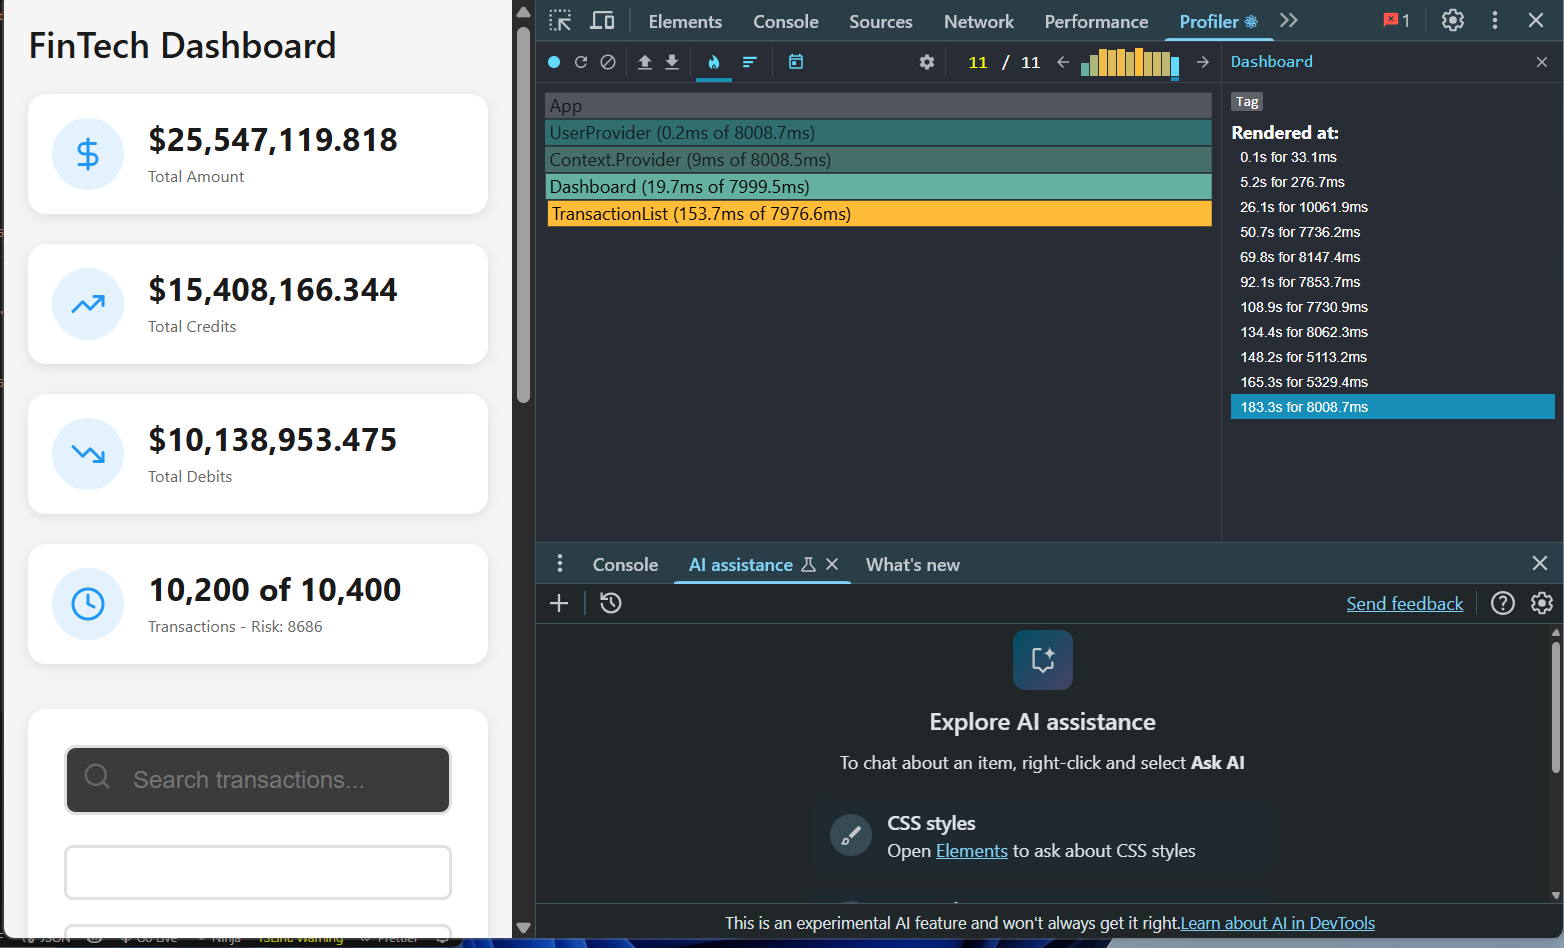 FinTech Dashboard
$25,547,119.818
Total Amount
$15,408,166.344
Total Credits
$10,138,953.475
Total Debits
10,200 of 10,400
Transactions - Risk: 8686
Search transactions...
Elements Console Sources Network Performance Profiler 1
11 / 11
App
UserProvider (0.2ms of 8008.7ms)
Context.Provider (9ms of 8008.5ms)
Dashboard (19.7ms of 7999.5ms)
TransactionList (153.7ms of 7976.6ms)
Dashboard
Tag
Rendered at:
0.1s for 33.1ms
5.2s for 276.7ms
26.1s for 10061.9ms
50.7s for 7736.2ms
69.8s for 8147.4ms
92.1s for 7853.7ms
108.9s for 7730.9ms
134.4s for 8062.3ms
148.2s for 5113.2ms
165.3s for 5329.4ms
183.3s for 8008.7ms
Console AI assistance What's new
Send feedback
Explore AI assistance
To chat about an item, right-click and select Ask AI
CSS styles
Open Elements to ask about CSS styles
This is an experimental AI feature and won't always get it right. Learn about AI in DevTools